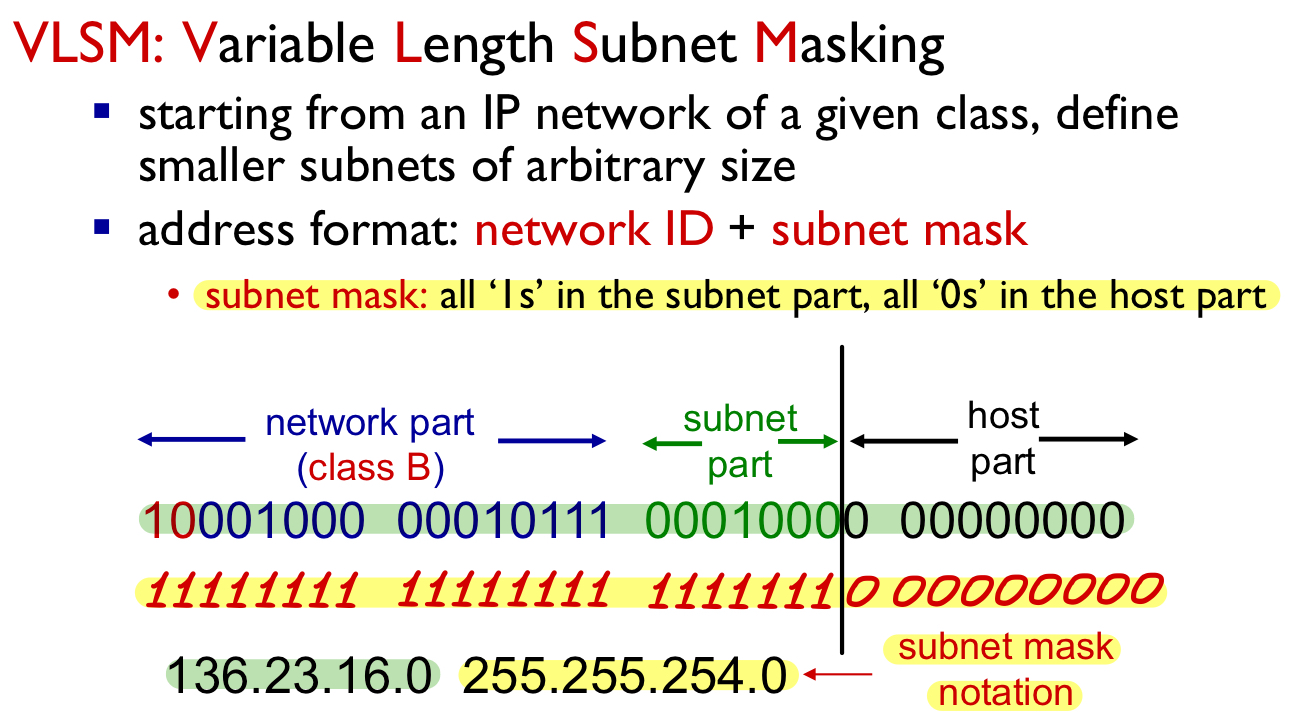 VLSM: Variable Length Subnet Masking
▪ starting from an IP network of a given class, define
smaller subnets of arbitrary size
▪ address format: network ID + subnet mask
• subnet mask: all ‘1s’ in the subnet part, all ‘0s’ in the host part
network part
(class B)
subnet
part
host
part
10001000 00010111 00010000 00000000
11111111 11111111 11111110 00000000
136.23.16.0 255.255.254.0
subnet mask
notation